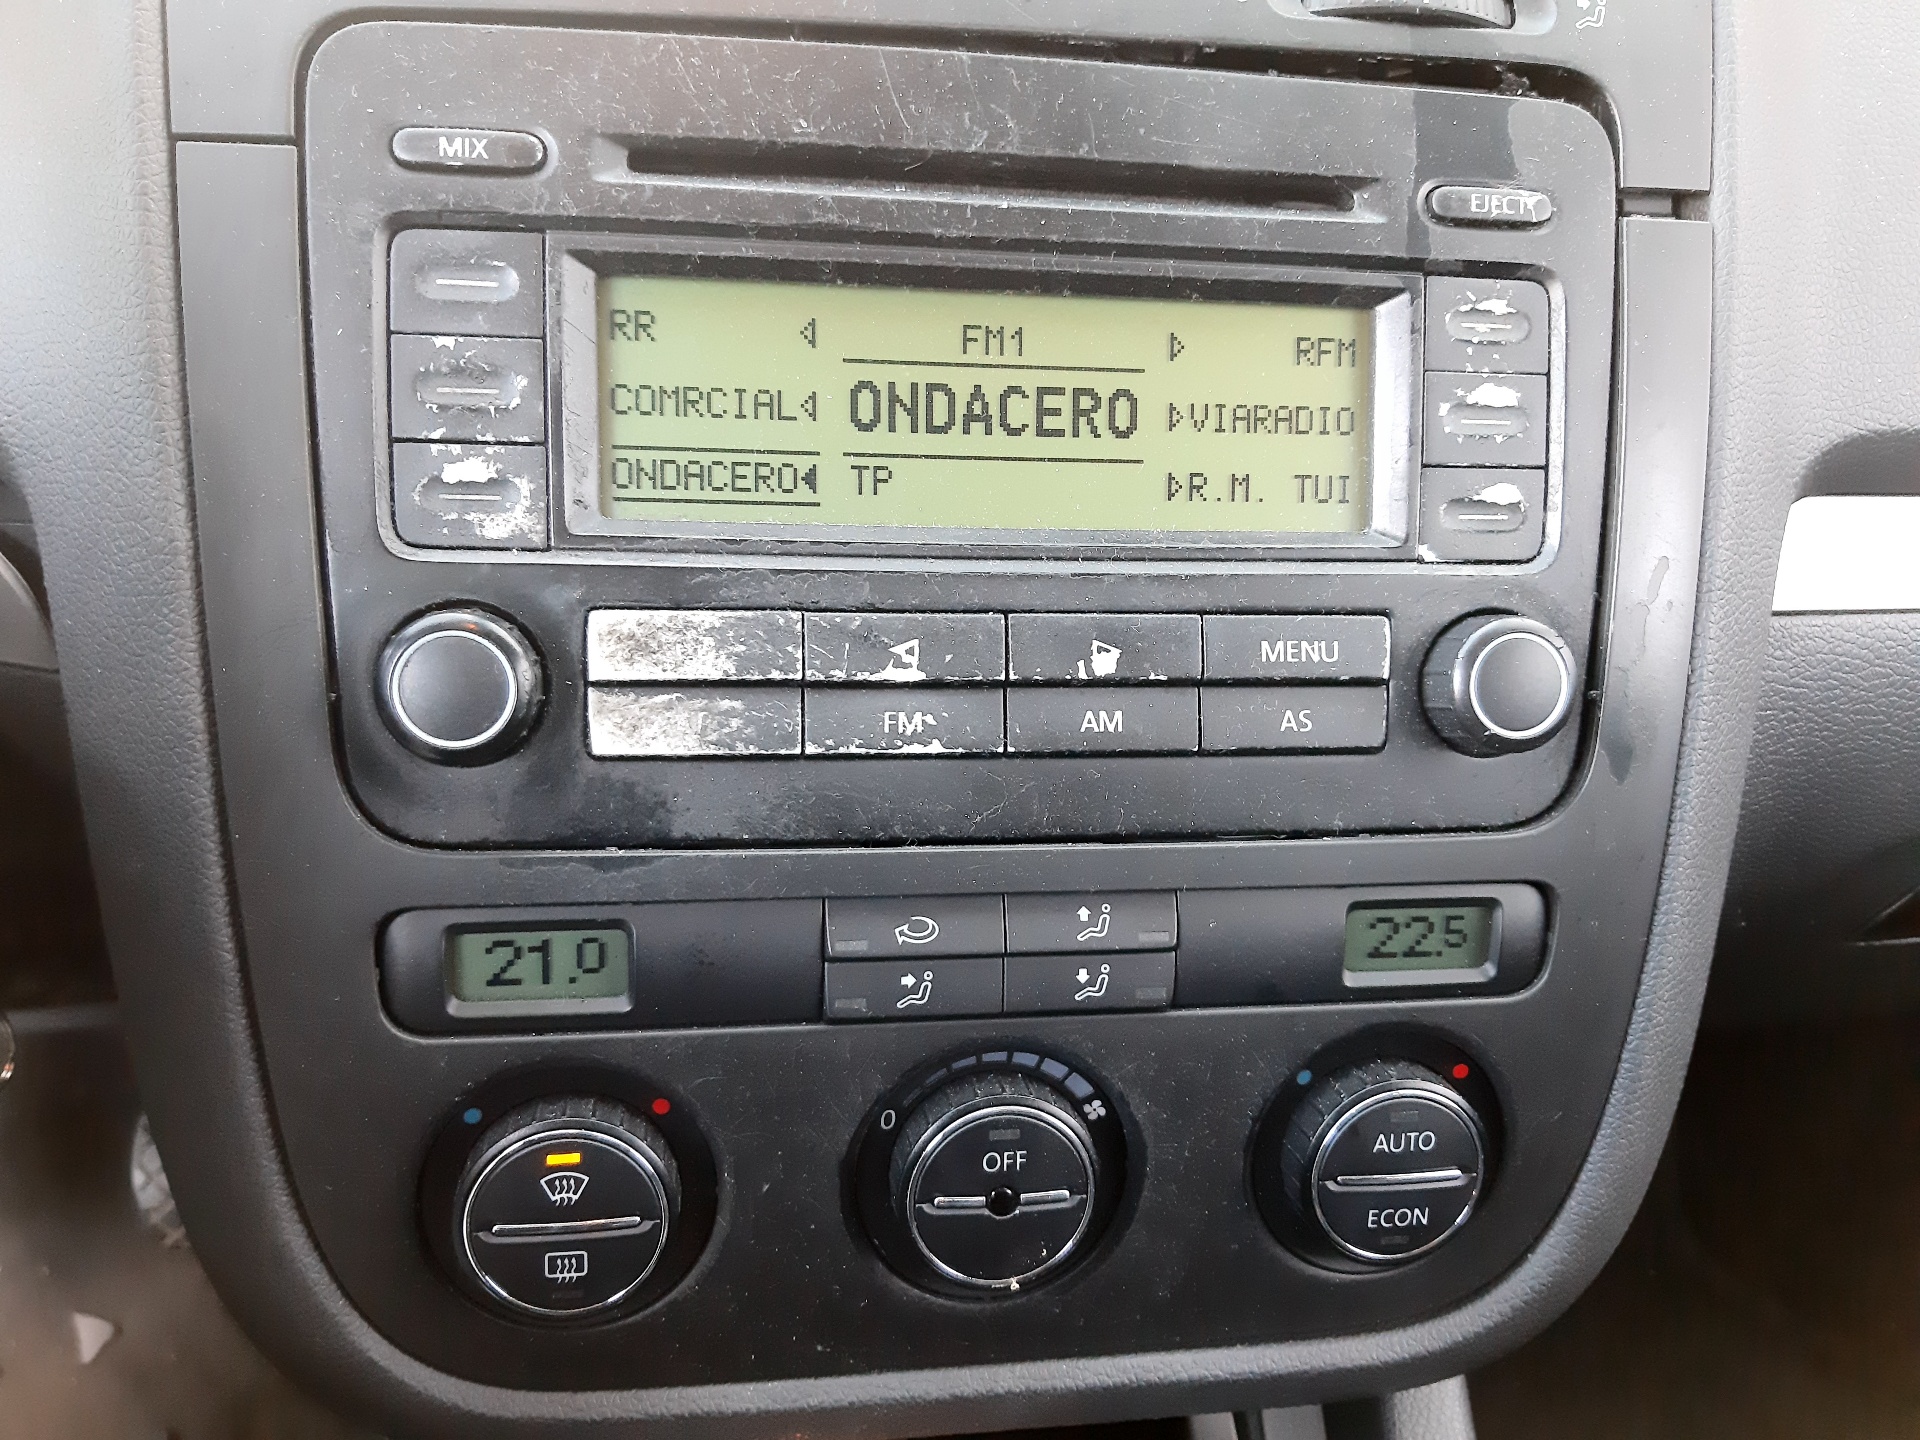 MIX
EJECT
RR FM1 RFM
COMRCIAL ONDACERO VIARADIO
ONDACERO TP R.M. TUI
MENU
FM AM AS
21.0 22.5
0
OFF
AUTO
ECON